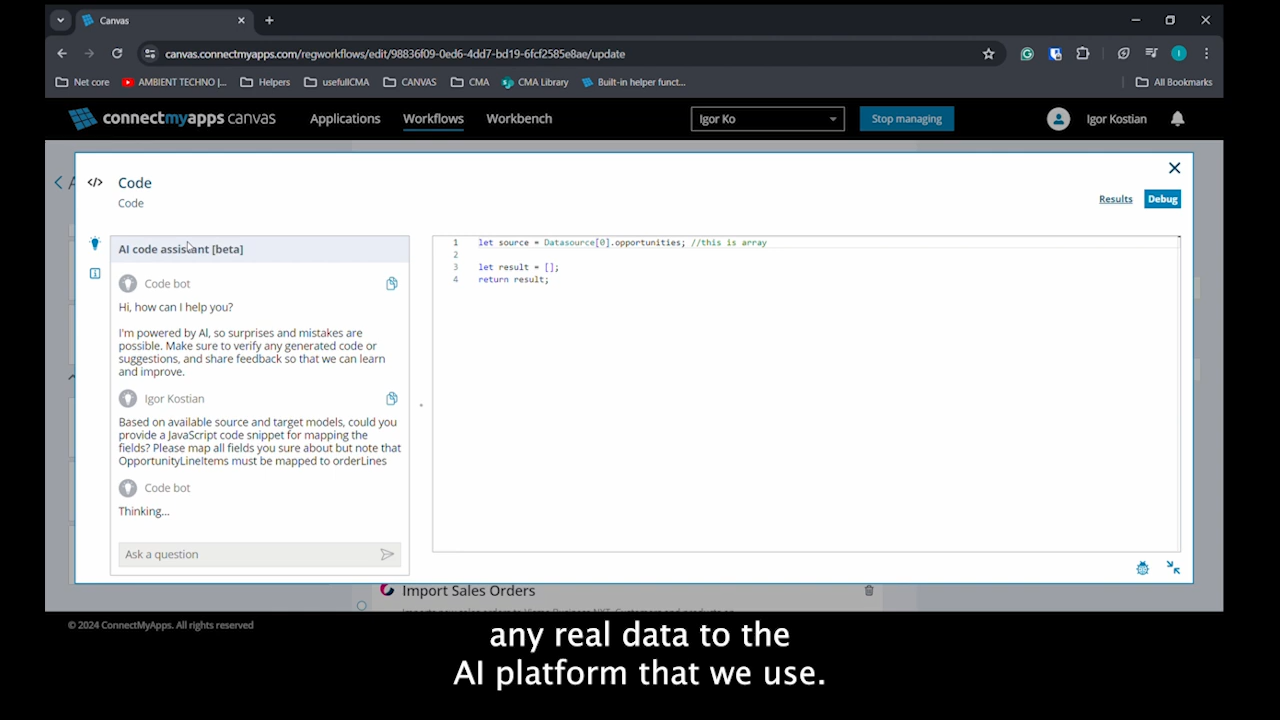 Canvas
canvas.connectmyapps.com/regworkflows/edit/98836f09-0ed6-4dd7-bd19-6fcf2585e8ae/update
Net core
AMBIENT TECHNO |...
Helpers
usefullCMA
CANVAS
CMA
CMA Library
Built-in helper funct...
All Bookmarks
connectmyapps canvas
Applications
Workflows
Workbench
Igor Ko
Stop managing
Igor Kostian
</> Code
Code
Results
Debug
AI code assistant [beta]
Code bot
Hi, how can I help you?
I'm powered by AI, so surprises and mistakes are
possible. Make sure to verify any generated code or
suggestions, and share feedback so that we can learn
and improve.
Igor Kostian
Based on available source and target models, could you
provide a JavaScript code snippet for mapping the
fields? Please map all fields you sure about but note that
OpportunityLineItems must be mapped to orderLines
Code bot
Thinking...
Ask a question
1 let source = Datasource[0].opportunities; //this is array
2
3 let result = [];
4 return result;
Import Sales Orders
© 2024 ConnectMyApps. All rights reserved
any real data to the
AI platform that we use.